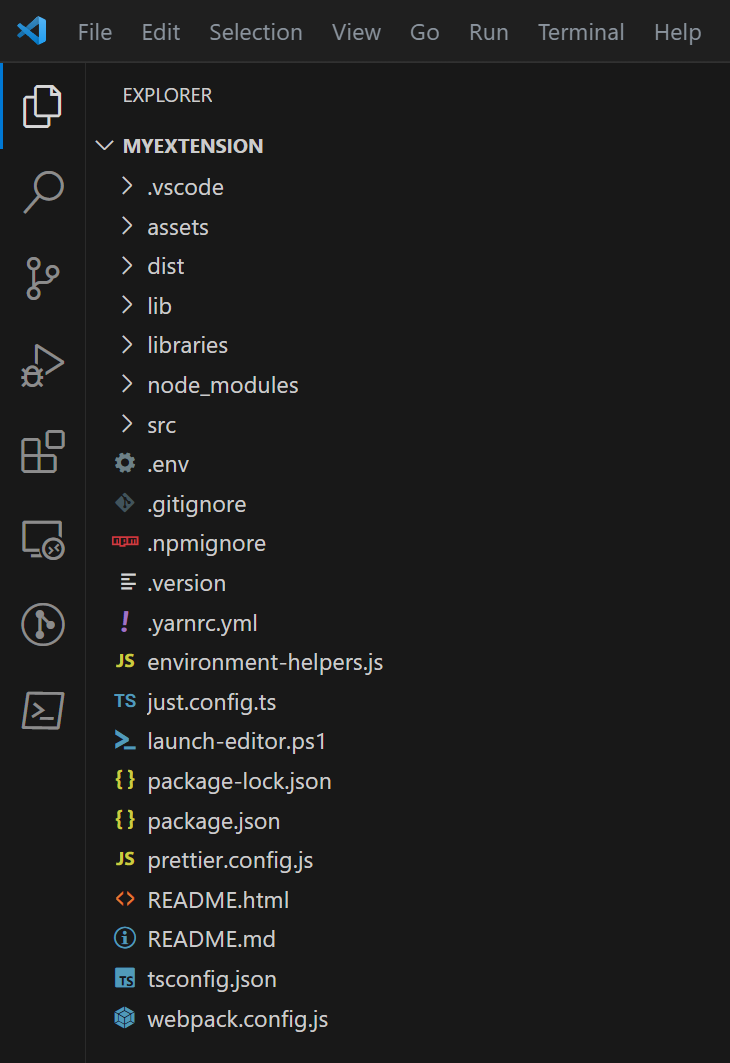 File Edit Selection View Go Run Terminal Help
EXPLORER
MYEXTENSION
.vscode
assets
dist
lib
libraries
node_modules
src
.env
.gitignore
.npmignore
.version
.yarnrc.yml
JS environment-helpers.js
TS just.config.ts
launch-editor.ps1
{} package-lock.json
{} package.json
JS prettier.config.js
<> README.html
README.md
TS tsconfig.json
webpack.config.js